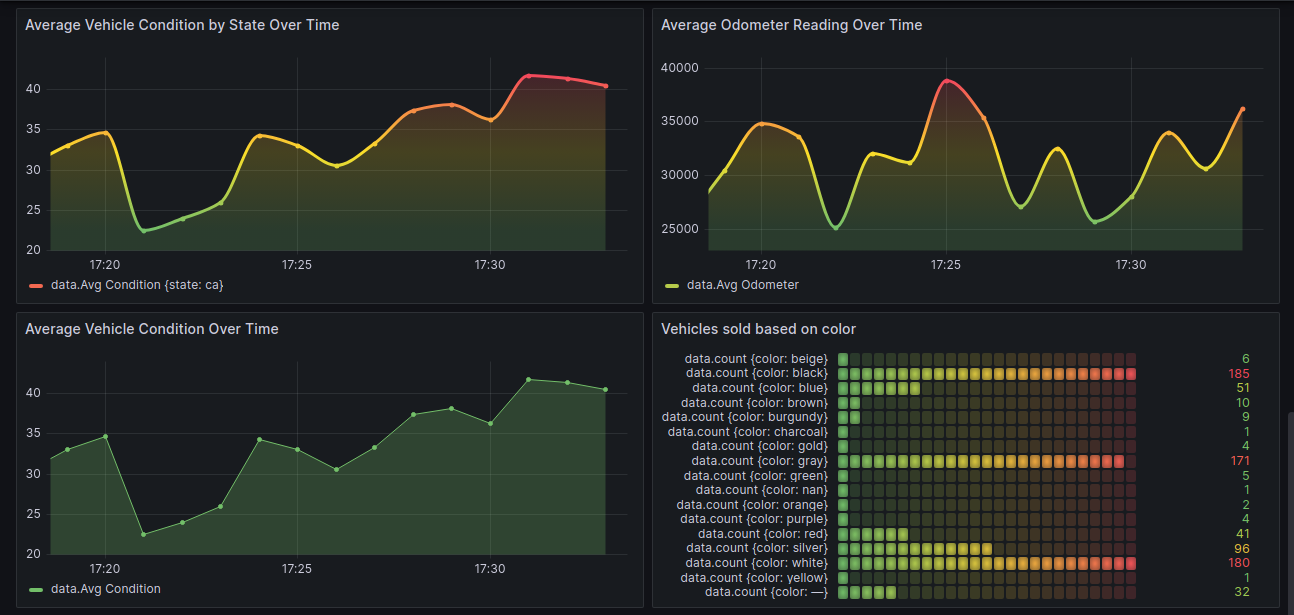 Average Vehicle Condition by State Over Time
40
35
30
25
20
17:20 17:25 17:30
data.Avg Condition {state: ca}
Average Odometer Reading Over Time
40000
35000
30000
25000
17:20 17:25 17:30
data.Avg Odometer
Average Vehicle Condition Over Time
40
35
30
25
20
17:20 17:25 17:30
data.Avg Condition
Vehicles sold based on color
data.count {color: beige} 6
data.count {color: black} 185
data.count {color: blue} 51
data.count {color: brown} 10
data.count {color: burgundy} 9
data.count {color: charcoal} 1
data.count {color: gold} 4
data.count {color: gray} 171
data.count {color: green} 5
data.count {color: nan} 1
data.count {color: orange} 2
data.count {color: purple} 4
data.count {color: red} 41
data.count {color: silver} 96
data.count {color: white} 180
data.count {color: yellow} 1
data.count {color: —} 32